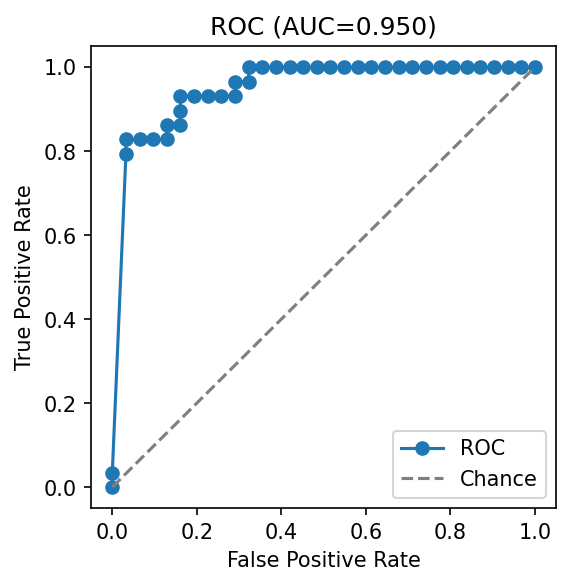 ROC (AUC=0.950)
True Positive Rate
1.0
0.8
0.6
0.4
0.2
0.0
ROC
Chance
0.0 0.2 0.4 0.6 0.8 1.0
False Positive Rate